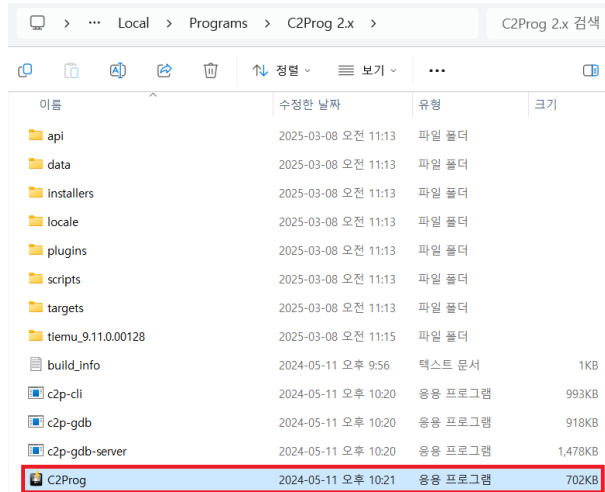 … Local > Programs > C2Prog 2.x > C2Prog 2.x 검색
정렬 보기 …
이름 수정한 날짜 유형 크기
api 2025-03-08 오전 11:13 파일 폴더
data 2025-03-08 오전 11:13 파일 폴더
installers 2025-03-08 오전 11:13 파일 폴더
locale 2025-03-08 오전 11:13 파일 폴더
plugins 2025-03-08 오전 11:13 파일 폴더
scripts 2025-03-08 오전 11:13 파일 폴더
targets 2025-03-08 오전 11:13 파일 폴더
tiemu_9.11.0.00128 2025-03-08 오전 11:15 파일 폴더
build_info 2024-05-11 오후 9:56 텍스트 문서 1KB
c2p-cli 2024-05-11 오후 10:20 응용 프로그램 993KB
c2p-gdb 2024-05-11 오후 10:20 응용 프로그램 918KB
c2p-gdb-server 2024-05-11 오후 10:20 응용 프로그램 1,478KB
C2Prog 2024-05-11 오후 10:21 응용 프로그램 702KB